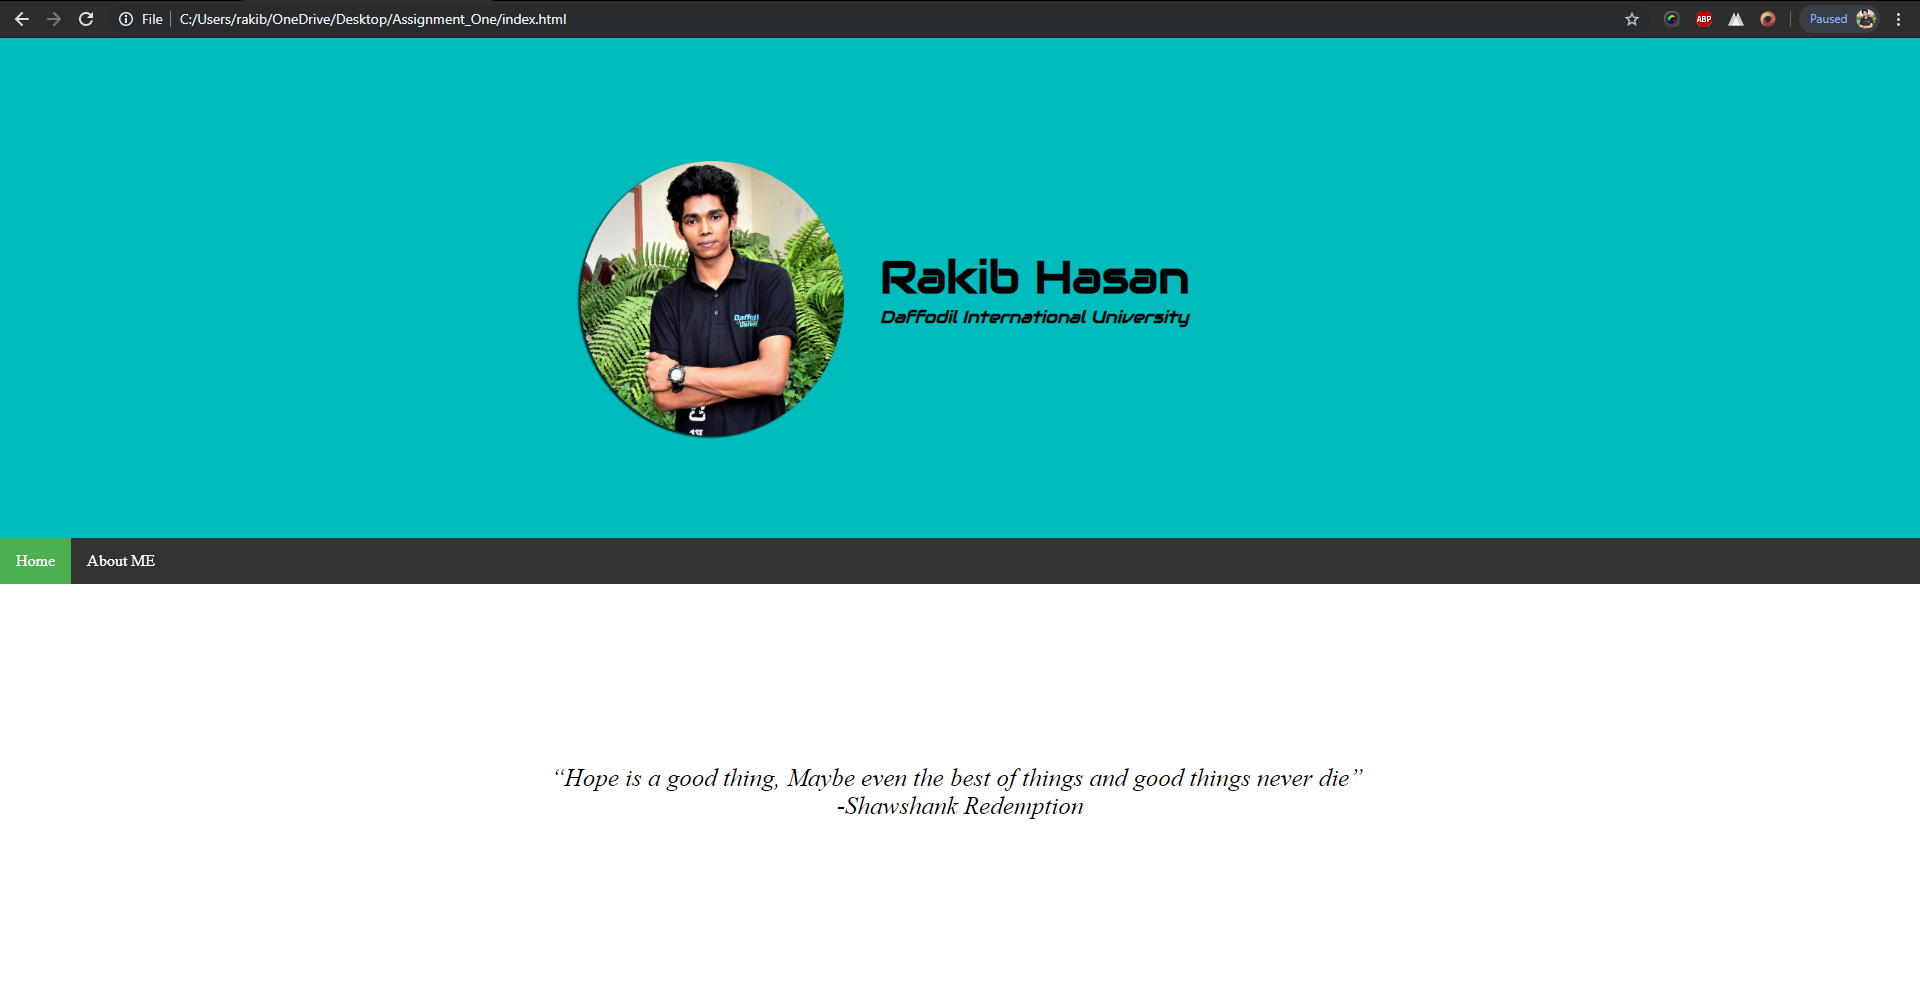 File C:/Users/rakib/OneDrive/Desktop/Assignment_One/index.html ABP Paused
Rakib Hasan
Daffodil International University
Home About ME
“Hope is a good thing, Maybe even the best of things and good things never die”
-Shawshank Redemption